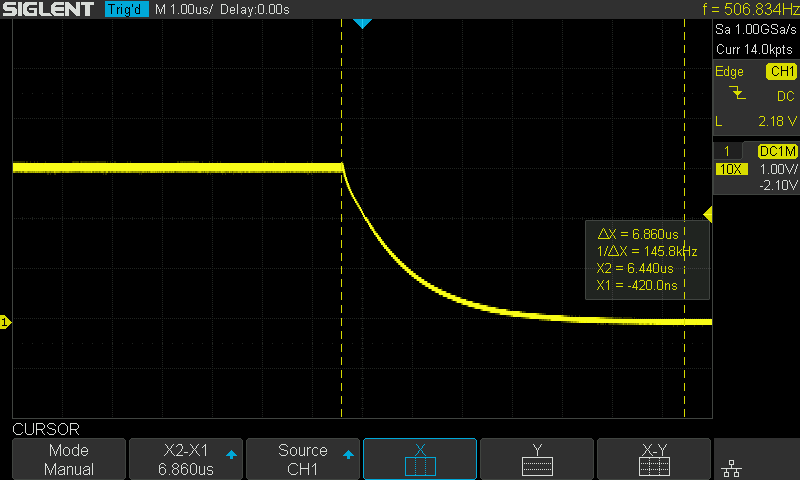 SIGLENT Trig'd M 1.00us/ Delay:0.00s f = 506.834Hz
Sa 1.00GSa/s
Curr 14.0kpts
Edge CH1
DC
L 2.18 V
1 DC1M
10X 1.00V/
-2.10V
ΔX = 6.860us
1/ΔX = 145.8kHz
X2 = 6.440us
X1 = -420.0ns
1
CURSOR
Mode
Manual
X2-X1
6.860us
Source
CH1
X
Y
X-Y